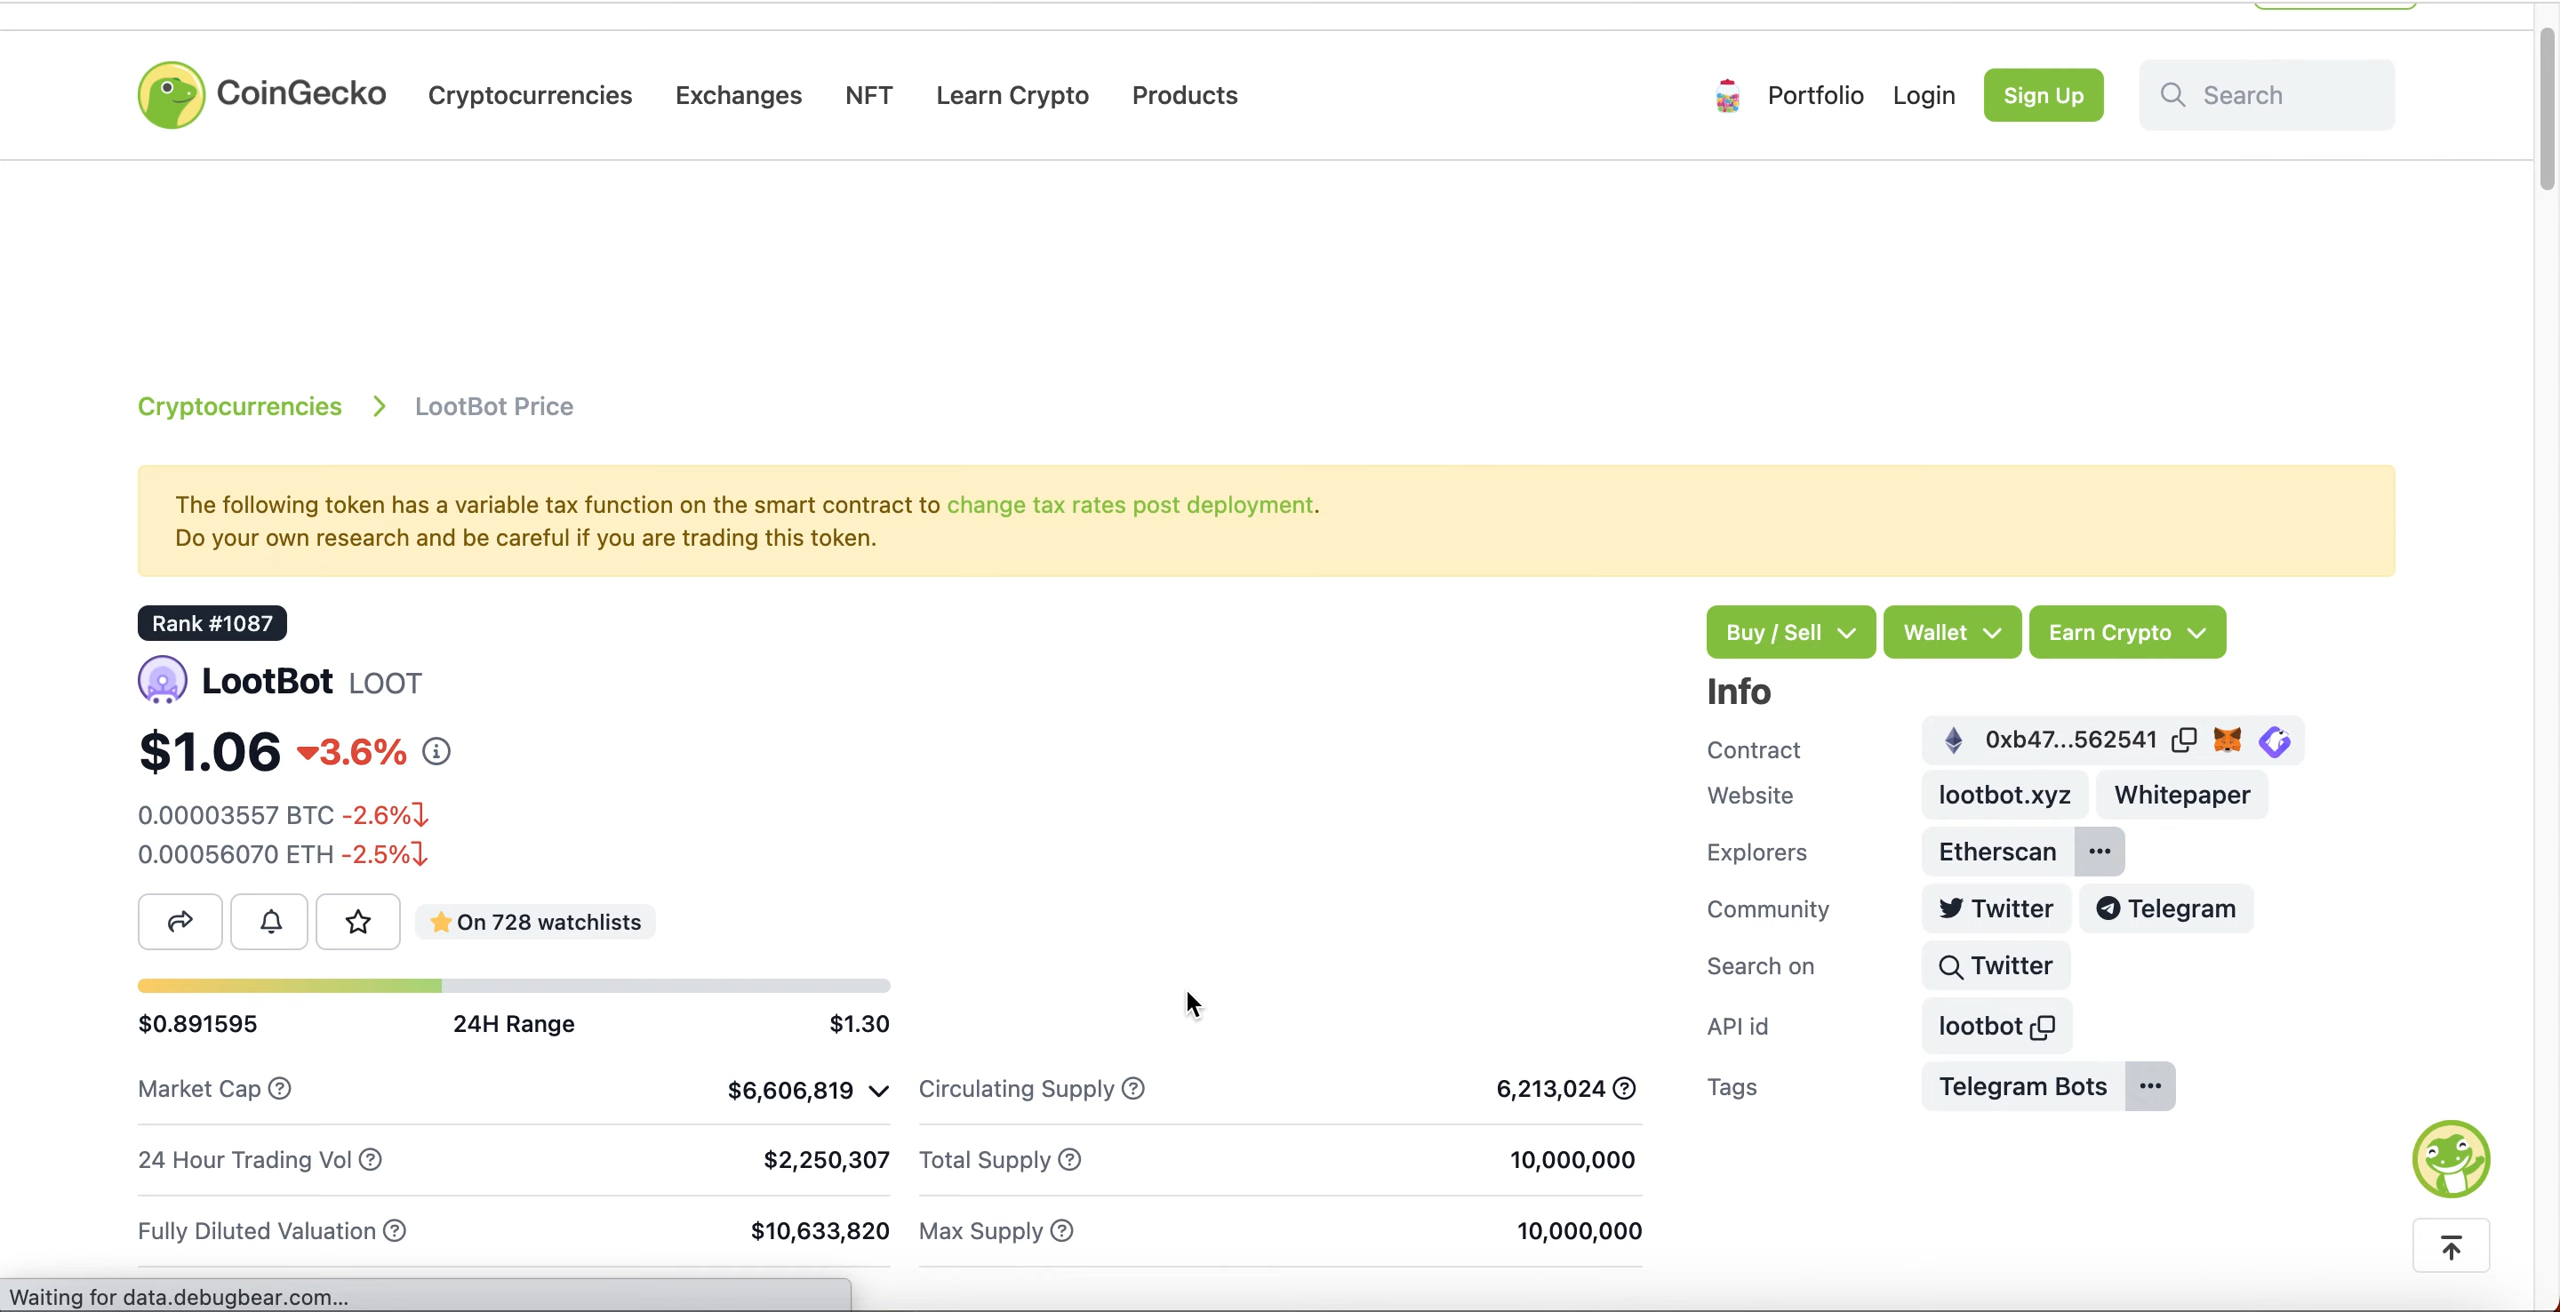 CoinGecko Cryptocurrencies Exchanges NFT Learn Crypto Products Portfolio Login Sign Up Search
Cryptocurrencies > LootBot Price
The following token has a variable tax function on the smart contract to change tax rates post deployment.
Do your own research and be careful if you are trading this token.
Rank #1087
LootBot LOOT
$1.06 3.6%
0.00003557 BTC -2.6%
0.00056070 ETH -2.5%
On 728 watchlists
$0.891595 24H Range $1.30
Market Cap $6,606,819
24 Hour Trading Vol $2,250,307
Fully Diluted Valuation $10,633,820
Circulating Supply 6,213,024
Total Supply 10,000,000
Max Supply 10,000,000
Buy / Sell Wallet Earn Crypto
Info
Contract 0xb47...562541
Website lootbot.xyz Whitepaper
Explorers Etherscan ...
Community Twitter Telegram
Search on Twitter
API id lootbot
Tags Telegram Bots ...
Waiting for data.debugbear.com...